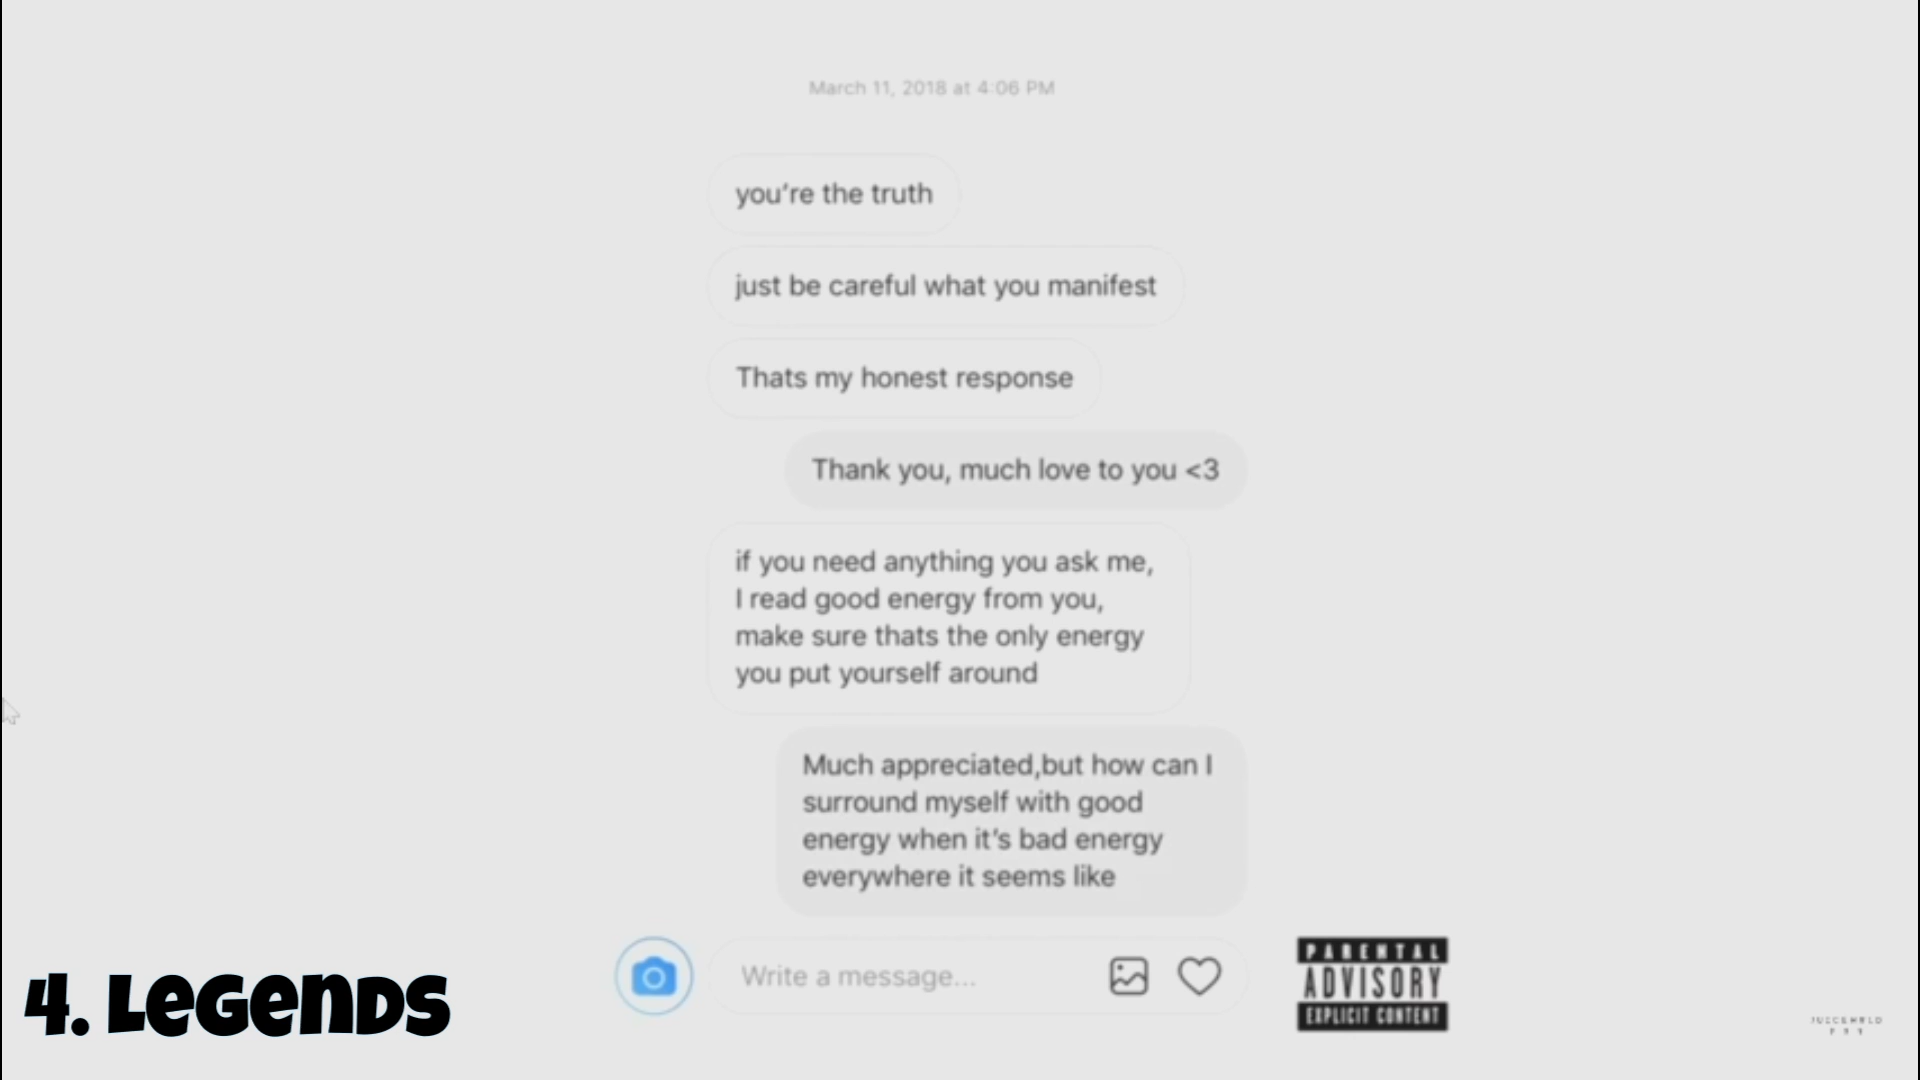 March 11, 2018 at 4:06 PM
you're the truth
just be careful what you manifest
Thats my honest response
Thank you, much love to you <3
if you need anything you ask me,
I read good energy from you,
make sure thats the only energy
you put yourself around
Much appreciated,but how can I
surround myself with good
energy when it's bad energy
everywhere it seems like
Write a message...
PARENTAL
ADVISORY
EXPLICIT CONTENT
4. Legends